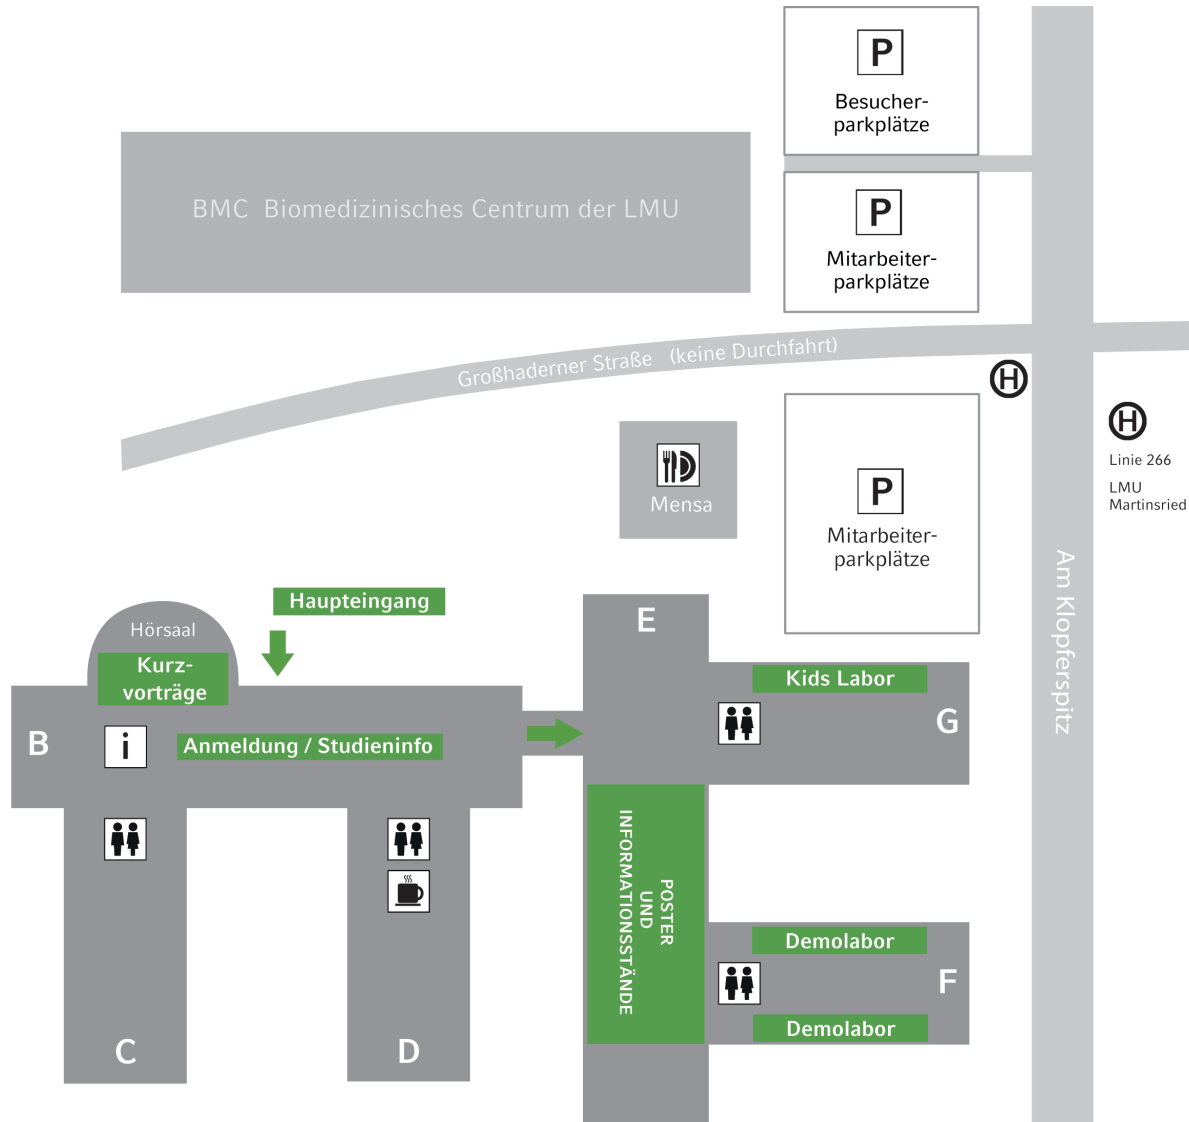 P
Besucher-
parkplätze
BMC Biomedizinisches Centrum der LMU
P
Mitarbeiter-
parkplätze
Großhaderner Straße (keine Durchfahrt)
H
H
Linie 266
LMU
Martinsried
Mensa
P
Mitarbeiter-
parkplätze
Am Klopferspitz
Haupteingang
Hörsaal
Kurz-
vorträge
E
Kids Labor
G
B
i
Anmeldung / Studieninfo
POSTER
UND
INFORMATIONSSTÄNDE
Demolabor
F
Demolabor
C
D